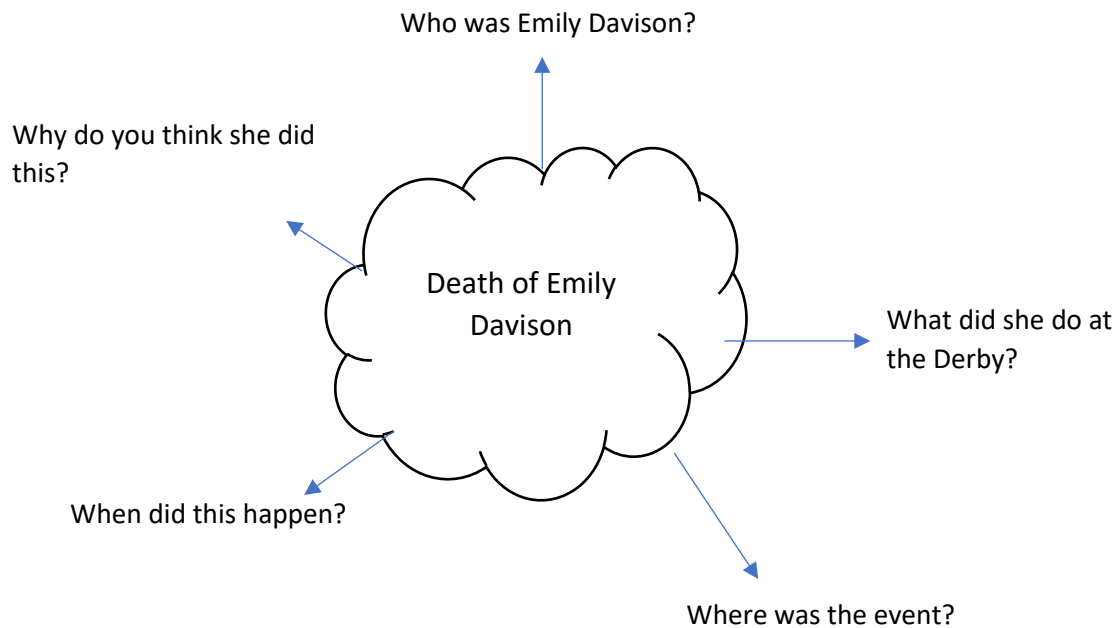 Who was Emily Davison?
Why do you think she did
this?
Death of Emily
Davison
What did she do at
the Derby?
When did this happen?
Where was the event?